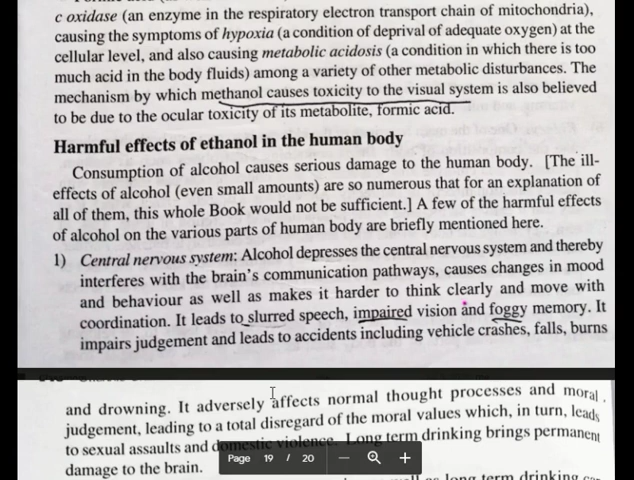 c oxidase (an enzyme in the respiratory electron transport chain of mitochondria),
causing the symptoms of hypoxia (a condition of deprival of adequate oxygen) at the
cellular level, and also causing metabolic acidosis (a condition in which there is too
much acid in the body fluids) among a variety of other metabolic disturbances. The
mechanism by which methanol causes toxicity to the visual system is also believed
to be due to the ocular toxicity of its metabolite, formic acid.
Harmful effects of ethanol in the human body
Consumption of alcohol causes serious damage to the human body. [The ill-
effects of alcohol (even small amounts) are so numerous that for an explanation of
all of them, this whole Book would not be sufficient.] A few of the harmful effects
of alcohol on the various parts of human body are briefly mentioned here.
1) Central nervous system: Alcohol depresses the central nervous system and thereby
interferes with the brain's communication pathways, causes changes in mood
and behaviour as well as makes it harder to think clearly and move with
coordination. It leads to slurred speech, impaired vision and foggy memory. It
impairs judgement and leads to accidents including vehicle crashes, falls, burns
and drowning. It adversely affects normal thought processes and moral
judgement, leading to a total disregard of the moral values which, in turn, leads
to sexual assaults and domestic violence. Long term drinking brings permanent
damage to the brain.
Page 19 / 20
long term drinking